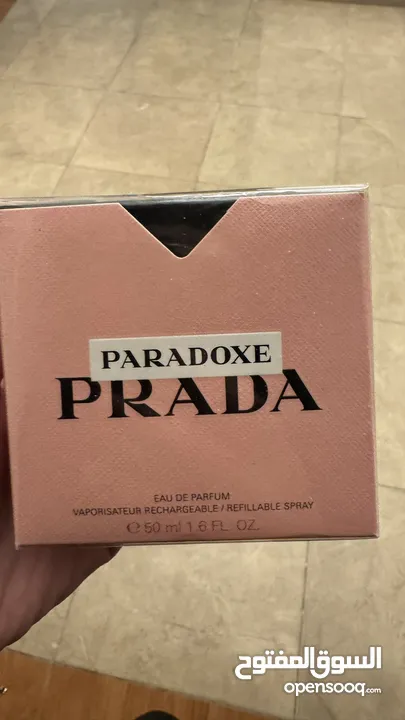 PARADOXE
PRADA
EAU DE PARFUM
VAPORISATEUR RECHARGEABLE / REFILLABLE SPRAY
℮ 50 ml 1.6 FL. OZ.
السوق المفتوح
opensooq.com